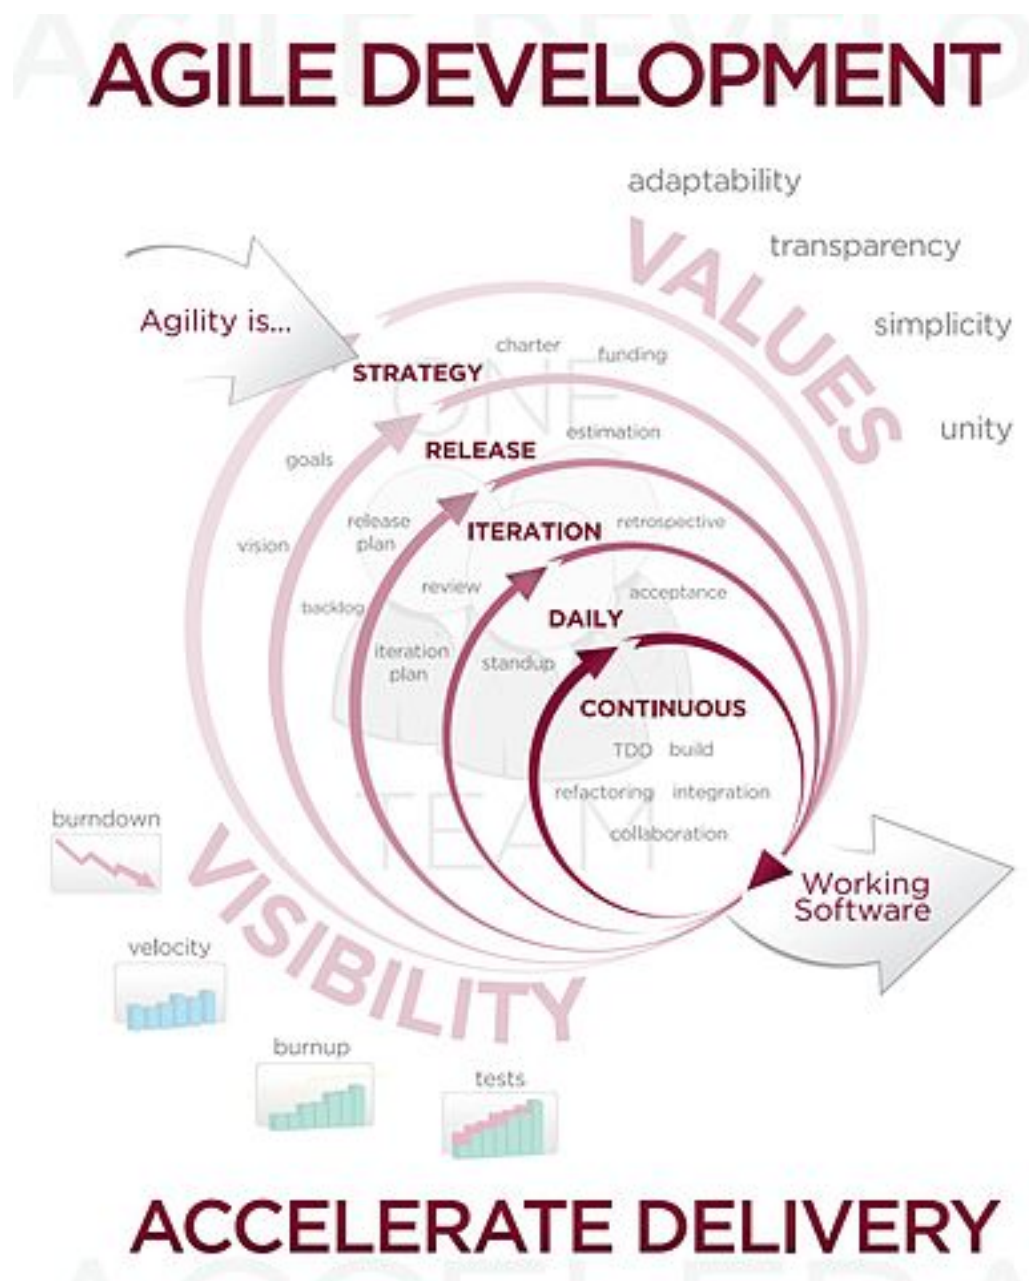 AGILE DEVELOPMENT
adaptability
VALUES
transparency
Agility is...
simplicity
charter
funding
STRATEGY
ONE
unity
estimation
RELEASE
goals
release
plan
ITERATION
retrospective
vision
review
acceptance
backlog
DAILY
iteration
plan
standup
CONTINUOUS
TDD build
refactoring integration
TEAM
collaboration
burndown
VISIBILITY
Working
Software
velocity
burnup
tests
ACCELERATE DELIVERY